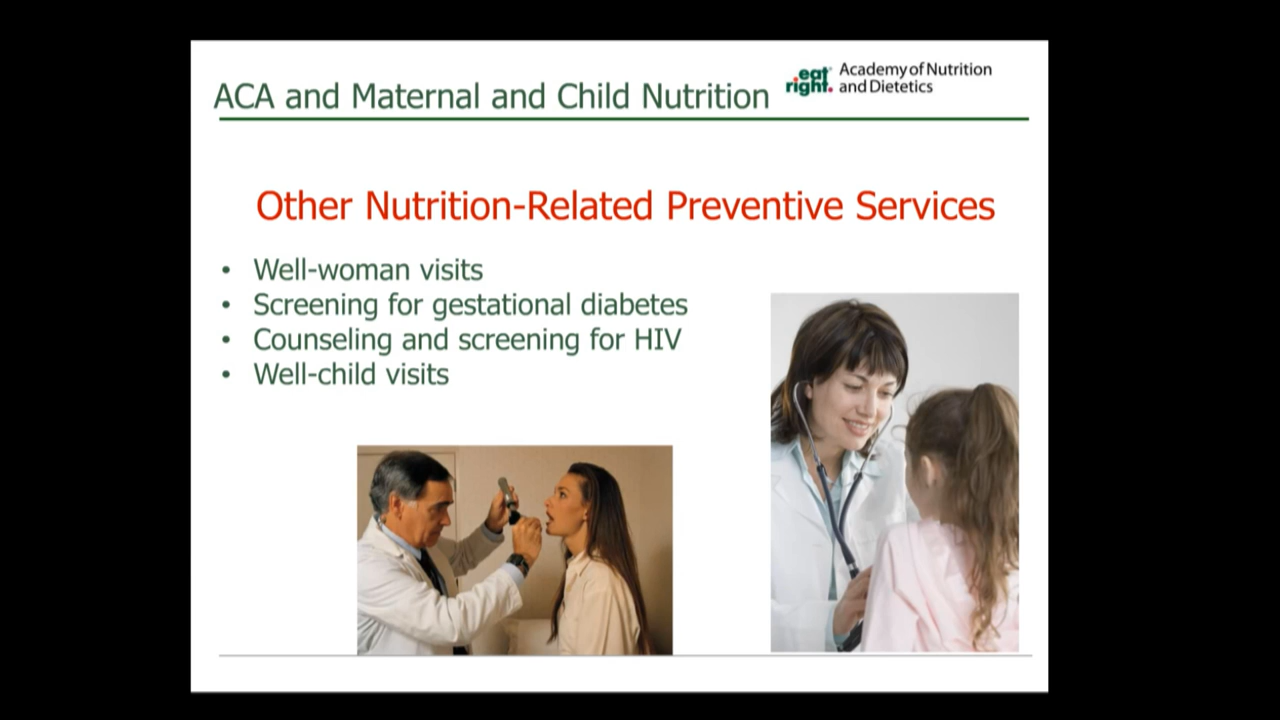 ACA and Maternal and Child Nutrition
eat right. Academy of Nutrition and Dietetics
Other Nutrition-Related Preventive Services
• Well-woman visits
• Screening for gestational diabetes
• Counseling and screening for HIV
• Well-child visits